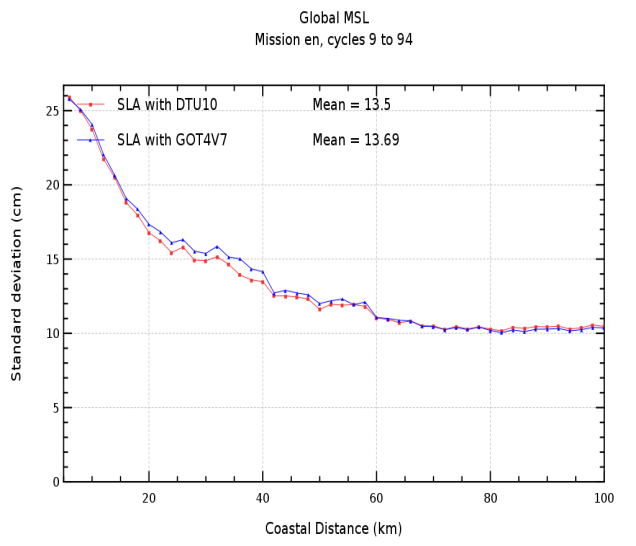 Global MSL
Mission en, cycles 9 to 94
SLA with DTU10 Mean = 13.5
SLA with GOT4V7 Mean = 13.69
Standard deviation (cm)
25
20
15
10
5
0
20 40 60 80 100
Coastal Distance (km)